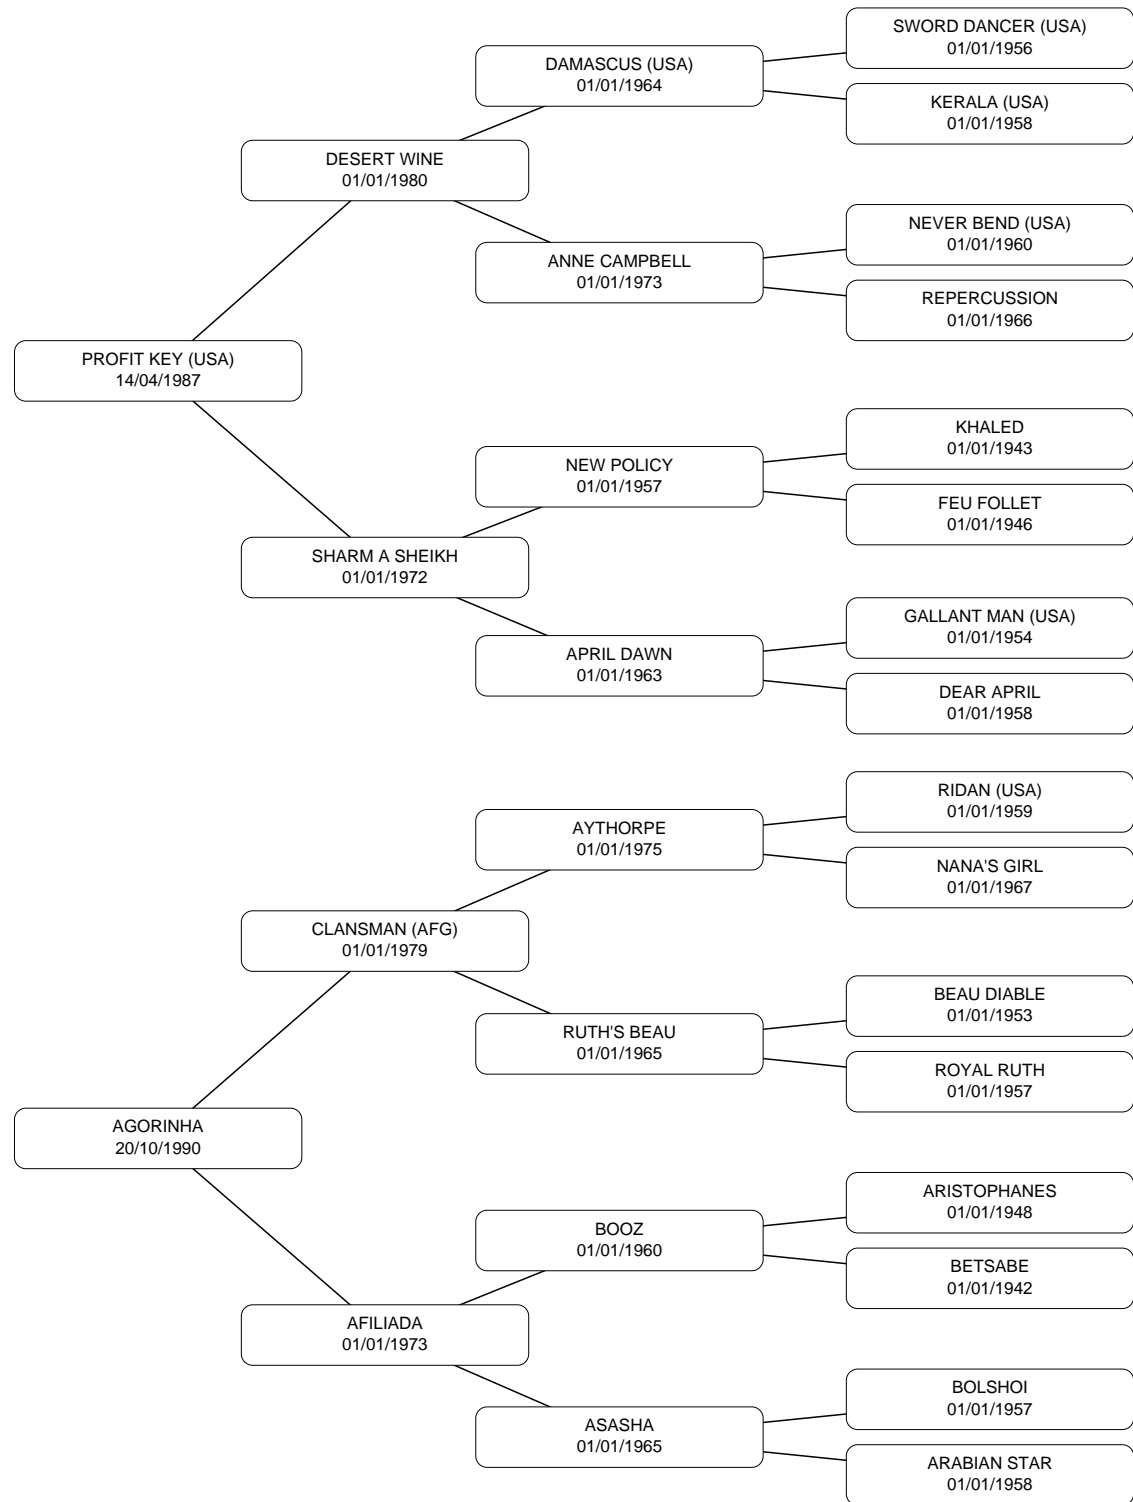 SWORD DANCER (USA)
01/01/1956
DAMASCUS (USA)
01/01/1964
KERALA (USA)
01/01/1958
DESERT WINE
01/01/1980
NEVER BEND (USA)
01/01/1960
ANNE CAMPBELL
01/01/1973
REPERCUSSION
01/01/1966
PROFIT KEY (USA)
14/04/1987
KHALED
01/01/1943
NEW POLICY
01/01/1957
FEU FOLLET
01/01/1946
SHARM A SHEIKH
01/01/1972
GALLANT MAN (USA)
01/01/1954
APRIL DAWN
01/01/1963
DEAR APRIL
01/01/1958
RIDAN (USA)
01/01/1959
AYTHORPE
01/01/1975
NANA'S GIRL
01/01/1967
CLANSMAN (AFG)
01/01/1979
BEAU DIABLE
01/01/1953
RUTH'S BEAU
01/01/1965
ROYAL RUTH
01/01/1957
AGORINHA
20/10/1990
ARISTOPHANES
01/01/1948
BOOZ
01/01/1960
BETSABE
01/01/1942
AFILIADA
01/01/1973
BOLSHOI
01/01/1957
ASASHA
01/01/1965
ARABIAN STAR
01/01/1958